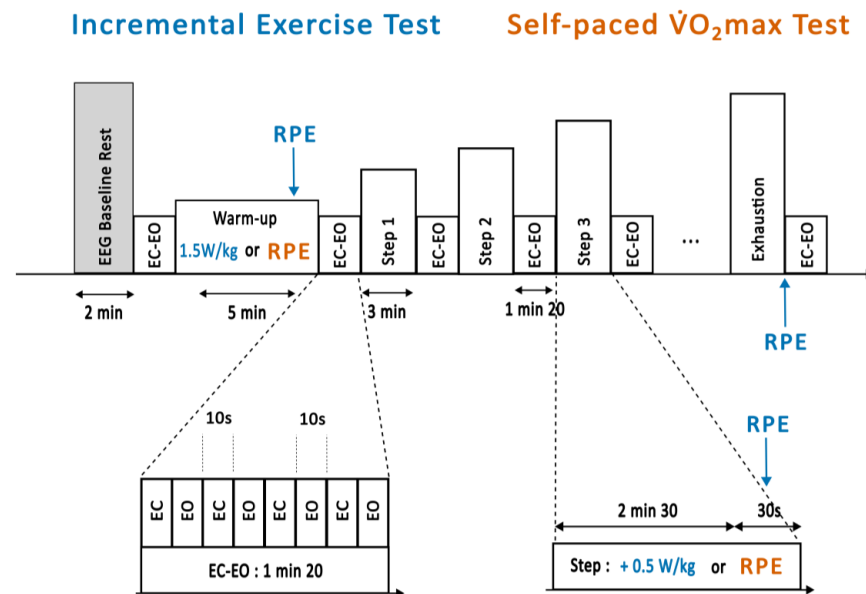 Incremental Exercise Test
Self-paced V̇O₂max Test
RPE
EEG Baseline Rest
EC-EO
Warm-up
1.5W/kg or RPE
EC-EO
Step 1
EC-EO
Step 2
EC-EO
Step 3
EC-EO
...
Exhaustion
EC-EO
2 min
5 min
3 min
1 min 20
RPE
10s
10s
RPE
EC
EO
EC
EO
EC
EO
EC
EO
EC-EO : 1 min 20
2 min 30
30s
Step : + 0.5 W/kg or RPE